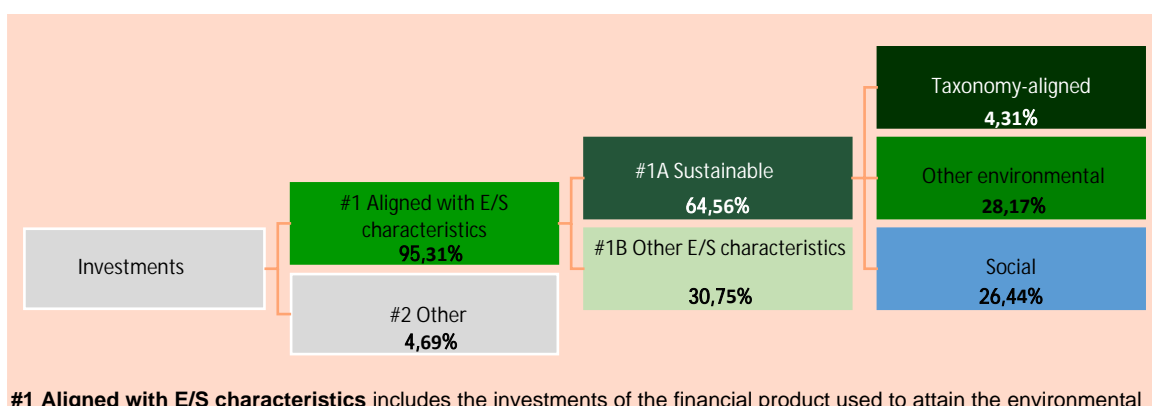 Investments
#1 Aligned with E/S
characteristics
95,31%
#2 Other
4,69%
#1A Sustainable
64,56%
#1B Other E/S characteristics
30,75%
Taxonomy-aligned
4,31%
Other environmental
28,17%
Social
26,44%
#1 Aligned with E/S characteristics includes the investments of the financial product used to attain the environmental